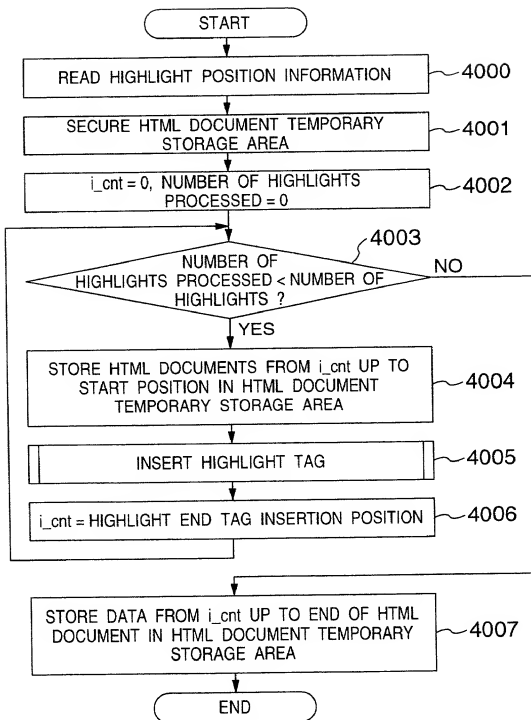 START
READ HIGHLIGHT POSITION INFORMATION
4000
SECURE HTML DOCUMENT TEMPORARY
STORAGE AREA
4001
i_cnt = 0, NUMBER OF HIGHLIGHTS
PROCESSED = 0
4002
4003
NUMBER OF
HIGHLIGHTS PROCESSED < NUMBER OF
HIGHLIGHTS ?
NO
YES
STORE HTML DOCUMENTS FROM i_cnt UP TO
START POSITION IN HTML DOCUMENT
TEMPORARY STORAGE AREA
4004
INSERT HIGHLIGHT TAG
4005
i_cnt = HIGHLIGHT END TAG INSERTION POSITION
4006
STORE DATA FROM i_cnt UP TO END OF HTML
DOCUMENT IN HTML DOCUMENT TEMPORARY
STORAGE AREA
4007
END